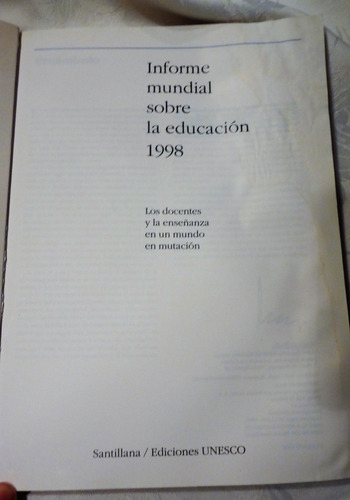 Informe
mundial
sobre
la educación
1998
Los docentes
y la enseñanza
en un mundo
en mutación
Santillana / Ediciones UNESCO